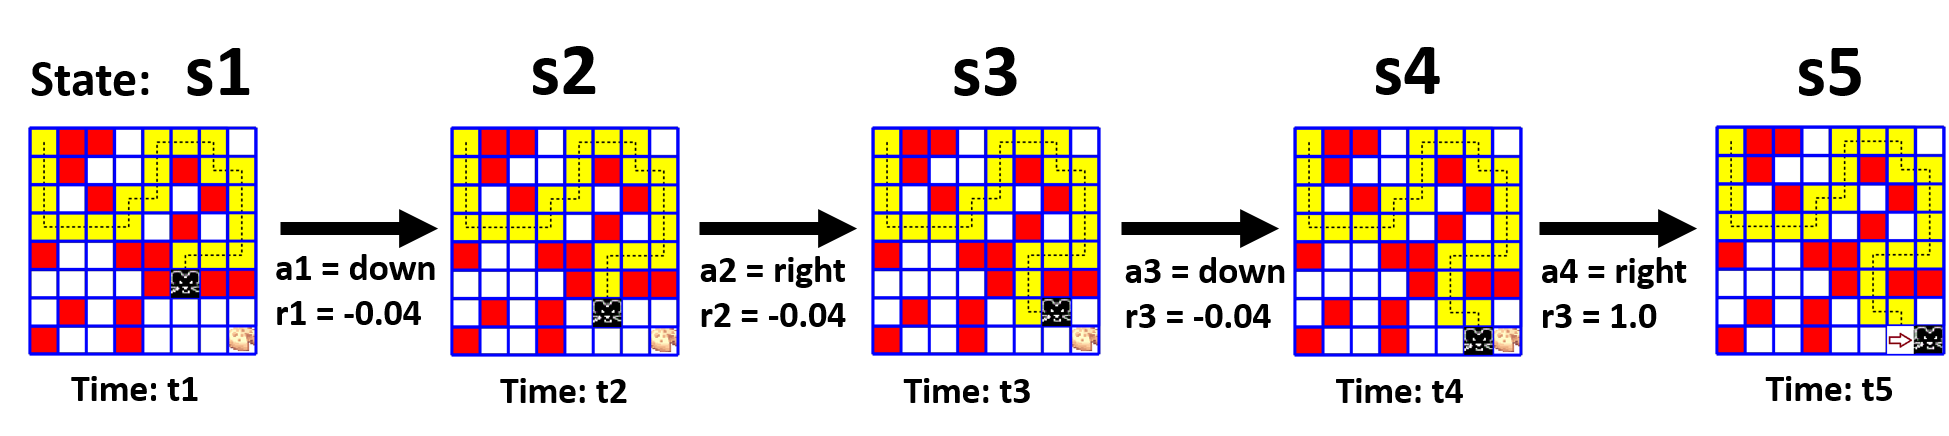 State: s1 s2 s3 s4 s5
a1 = down
r1 = -0.04
a2 = right
r2 = -0.04
a3 = down
r3 = -0.04
a4 = right
r3 = 1.0
Time: t1 Time: t2 Time: t3 Time: t4 Time: t5